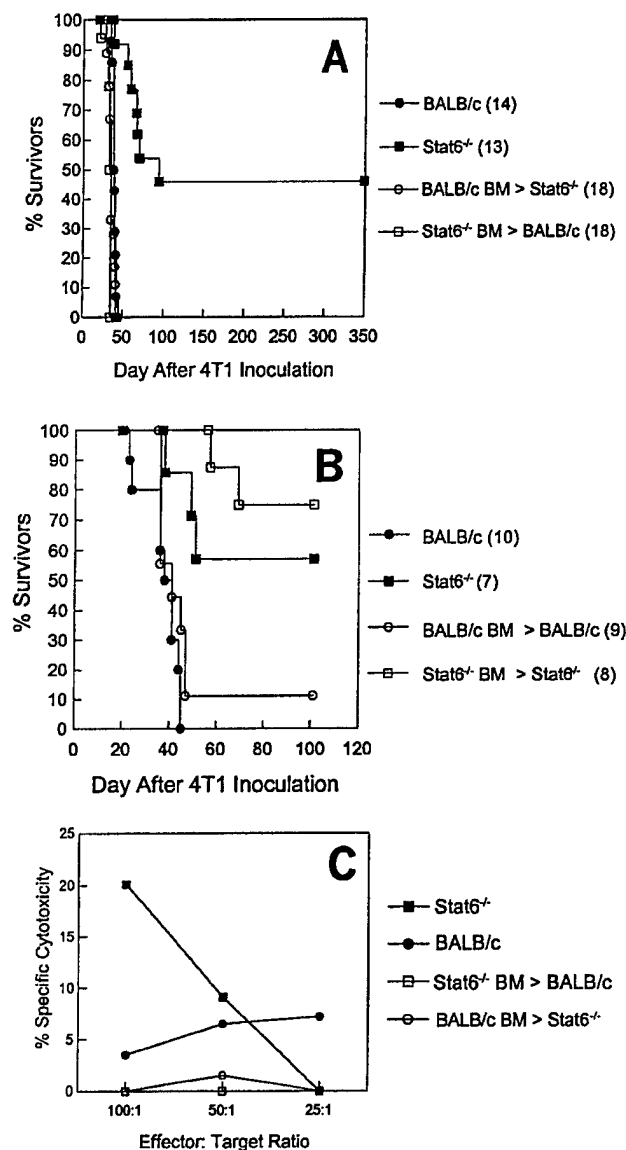 A
100
90
80
70
60
50
40
30
20
10
0
% Survivors
0 50 100 150 200 250 300 350
Day After 4T1 Inoculation
BALB/c (14)
Stat6-/- (13)
BALB/c BM > Stat6-/- (18)
Stat6-/- BM > BALB/c (18)
B
100
90
80
70
60
50
40
30
20
10
0
% Survivors
0 20 40 60 80 100 120
Day After 4T1 Inoculation
BALB/c (10)
Stat6-/- (7)
BALB/c BM > BALB/c (9)
Stat6-/- BM > Stat6-/- (8)
C
25
20
15
10
5
0
% Specific Cytotoxicity
100:1 50:1 25:1
Effector: Target Ratio
Stat6-/-
BALB/c
Stat6-/- BM > BALB/c
BALB/c BM > Stat6-/-